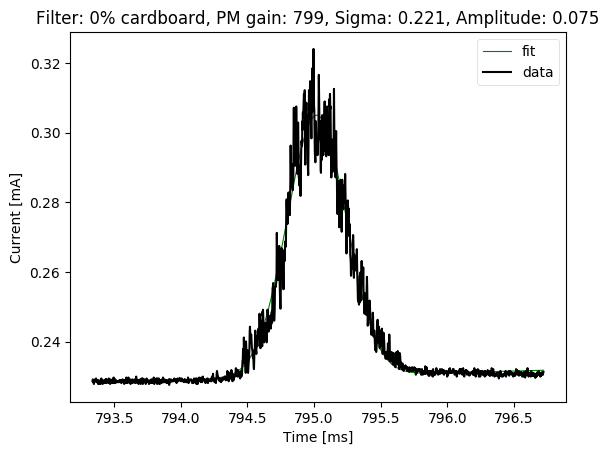 Filter: 0% cardboard, PM gain: 799, Sigma: 0.221, Amplitude: 0.075
fit
data
0.32
0.30
0.28
0.26
0.24
Current [mA]
793.5 794.0 794.5 795.0 795.5 796.0 796.5
Time [ms]